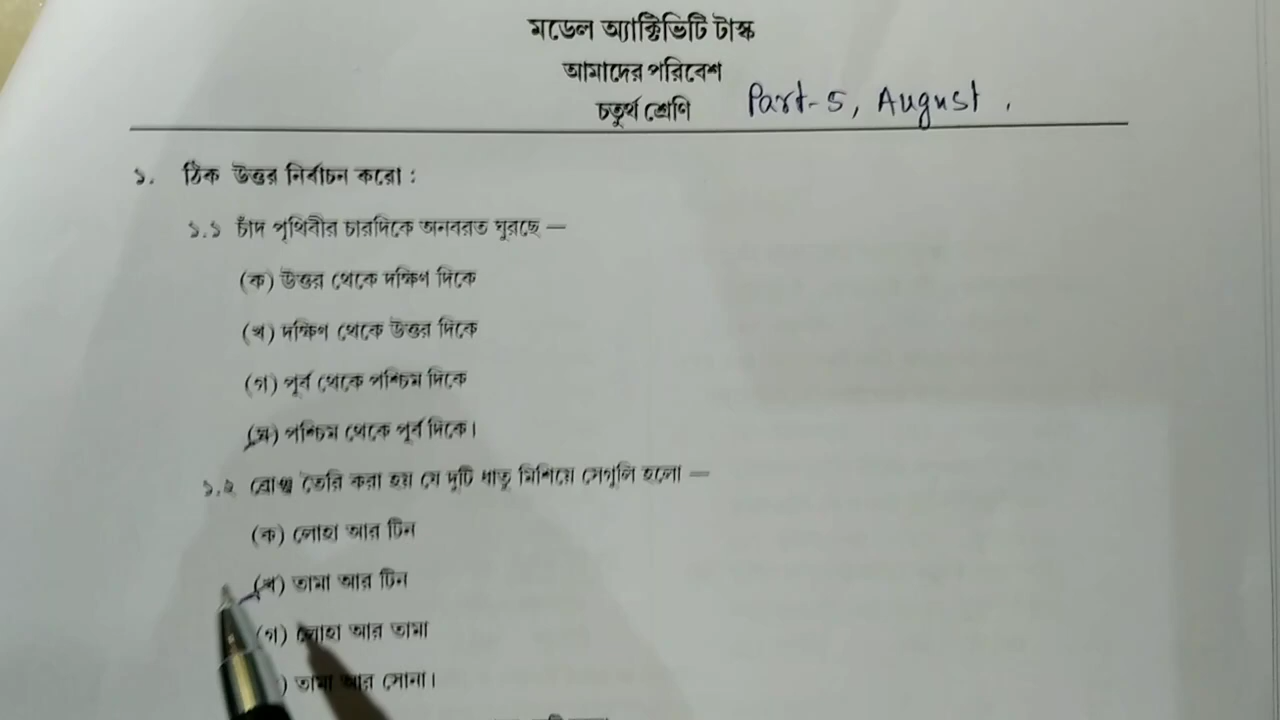 মডেল অ্যাক্টিভিটি টাস্ক
আমাদের পরিবেশ
চতুর্থ শ্রেণি Part-5, August.
১. ঠিক উত্তর নির্বাচন করো :
১.১ চাঁদ পৃথিবীর চারদিকে অনবরত ঘুরছে —
(ক) উত্তর থেকে দক্ষিণ দিকে
(খ) দক্ষিণ থেকে উত্তর দিকে
(গ) পূর্ব থেকে পশ্চিম দিকে
(ঘ) পশ্চিম থেকে পূর্ব দিকে।
১.২ ব্রোঞ্জ তৈরি করা হয় যে দুটি ধাতু মিশিয়ে সেগুলি হলো —
(ক) লোহা আর টিন
(খ) তামা আর টিন
(গ) লোহা আর তামা
) তামা আর সোনা।